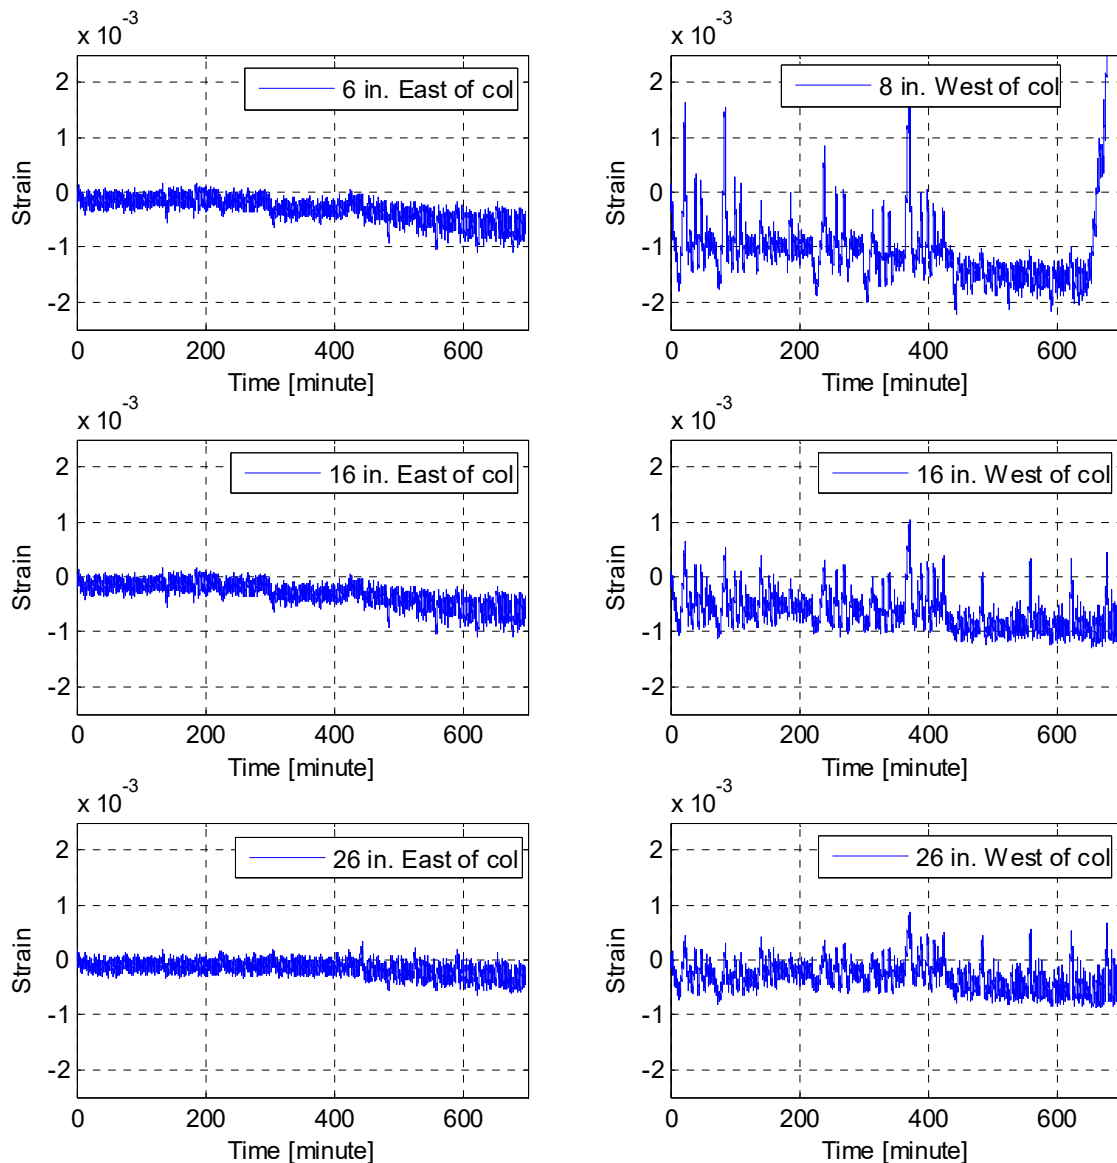 x 10^-3
6 in. East of col
2
1
0
-1
-2
Strain
0 200 400 600
Time [minute]
x 10^-3
8 in. West of col
2
1
0
-1
-2
Strain
0 200 400 600
Time [minute]
x 10^-3
16 in. East of col
2
1
0
-1
-2
Strain
0 200 400 600
Time [minute]
x 10^-3
16 in. West of col
2
1
0
-1
-2
Strain
0 200 400 600
Time [minute]
x 10^-3
26 in. East of col
2
1
0
-1
-2
Strain
0 200 400 600
Time [minute]
x 10^-3
26 in. West of col
2
1
0
-1
-2
Strain
0 200 400 600
Time [minute]